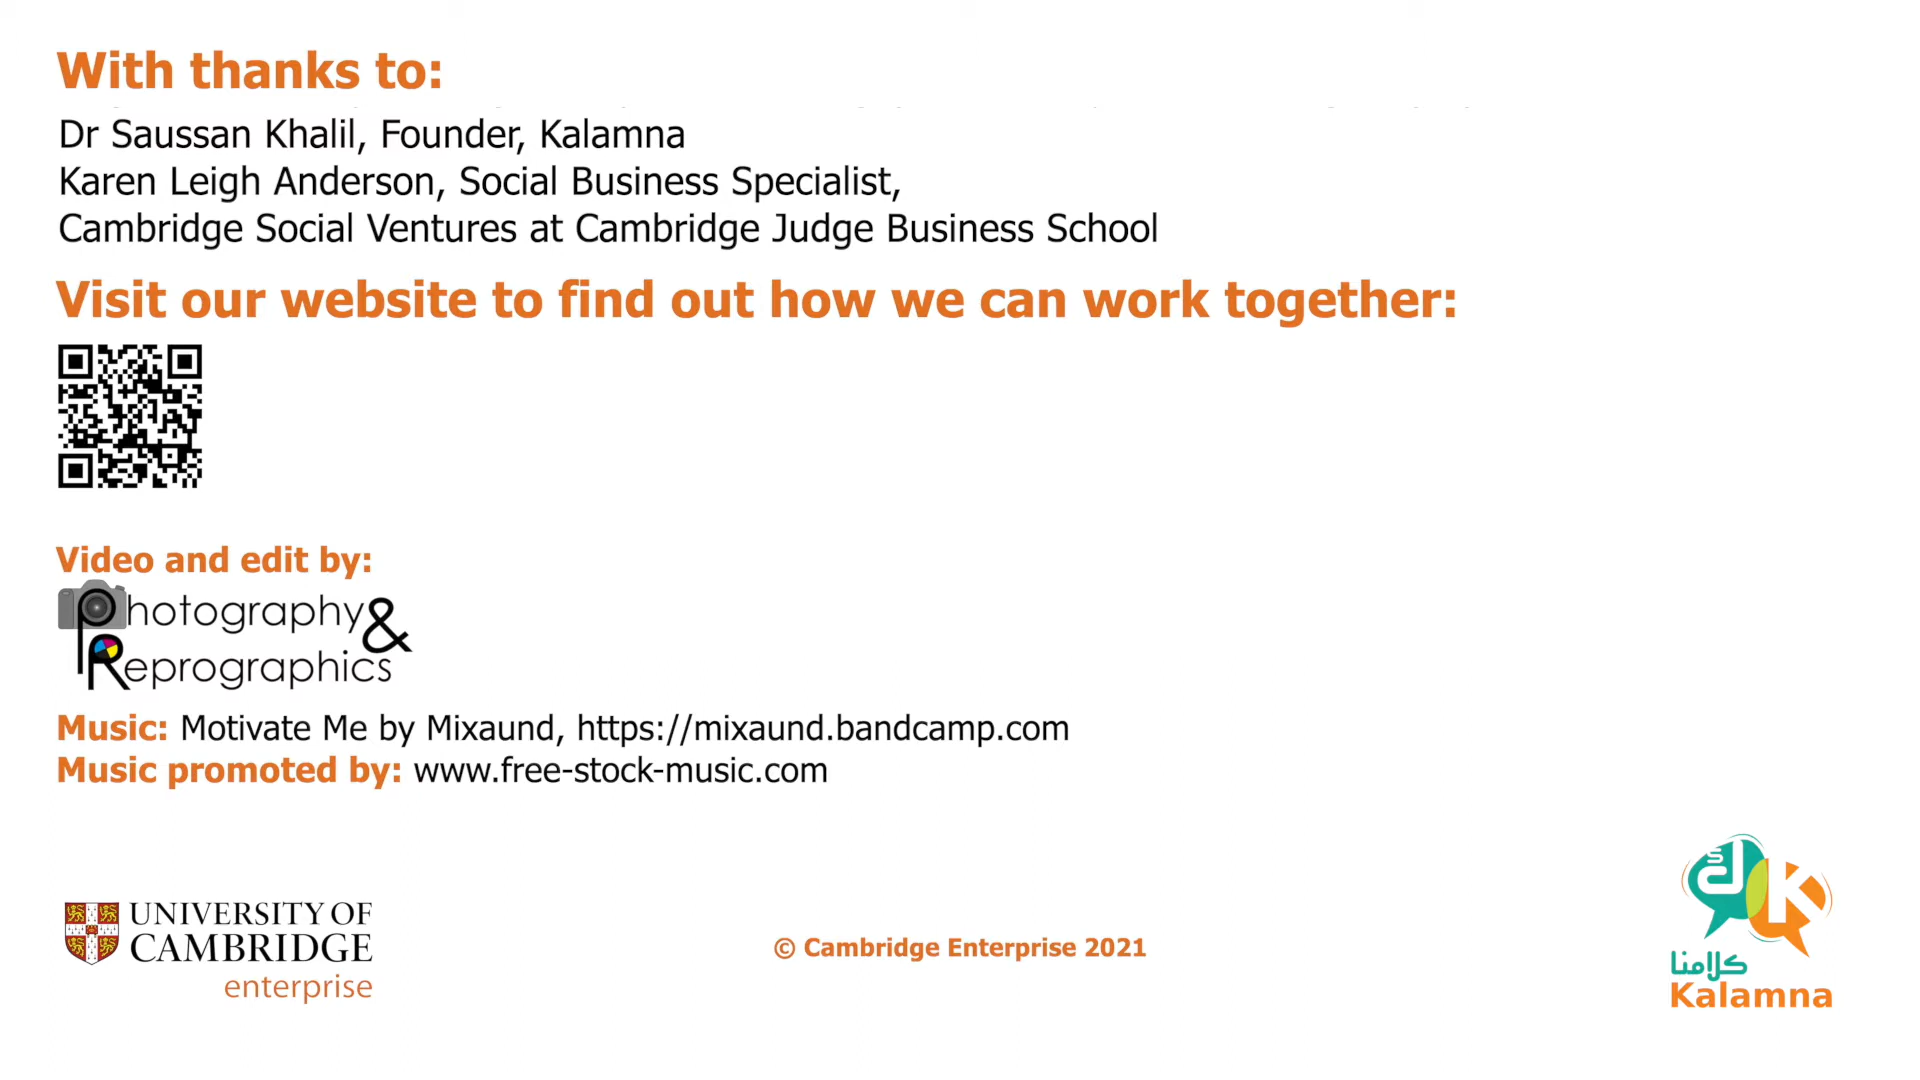 With thanks to:
Dr Saussan Khalil, Founder, Kalamna
Karen Leigh Anderson, Social Business Specialist,
Cambridge Social Ventures at Cambridge Judge Business School
Visit our website to find out how we can work together:
Video and edit by:
Photography &
Reprographics
Music: Motivate Me by Mixaund, https://mixaund.bandcamp.com
Music promoted by: www.free-stock-music.com
UNIVERSITY OF
CAMBRIDGE
enterprise
© Cambridge Enterprise 2021
ك K
كلامنا
Kalamna